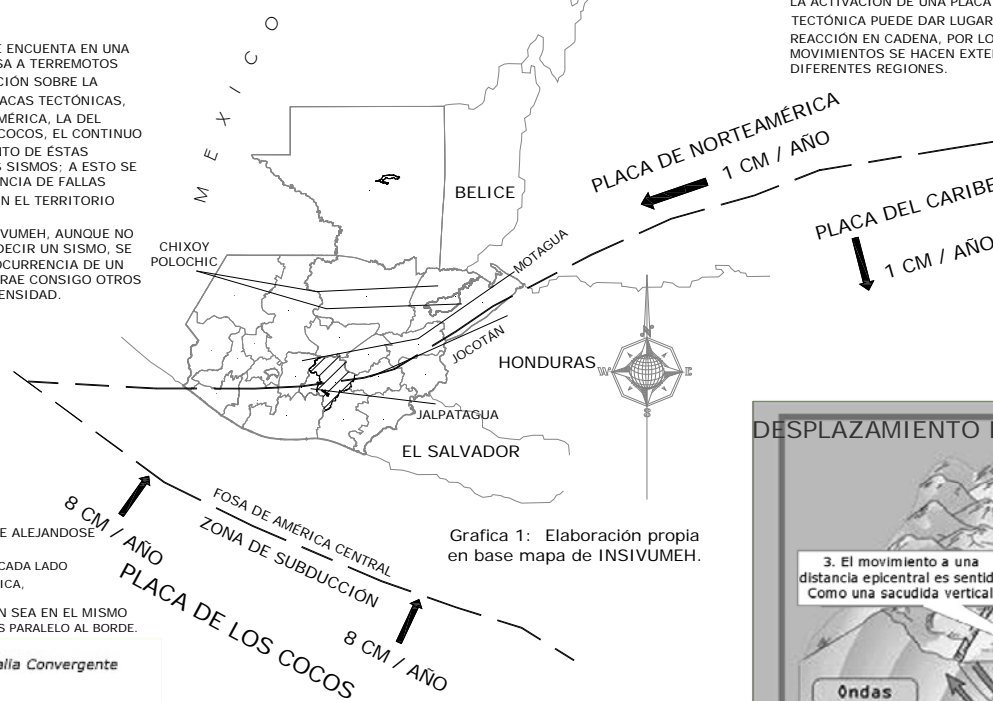 E ENCUENTA EN UNA
SA A TERREMOTOS
CIÓN SOBRE LA
ACAS TECTÓNICAS,
MÉRICA, LA DEL
COCOS, EL CONTINUO
NTO DE ÉSTAS
S SISMOS; A ESTO SE
NCIA DE FALLAS
EN EL TERRITORIO
VUMEH, AUNQUE NO
DECIR UN SISMO, SE
OCURRENCIA DE UN
RAE CONSIGO OTROS
ENSIDAD.
MEXICO
LA ACTIVACIÓN DE UNA PLACA
TECTÓNICA PUEDE DAR LUGAR
REACCIÓN EN CADENA, POR LO
MOVIMIENTOS SE HACEN EXTE
DIFERENTES REGIONES.
PLACA DE NORTEAMÉRICA
1 CM / AÑO
PLACA DEL CARIBE
1 CM / AÑO
BELICE
CHIXOY
POLOCHIC
MOTAGUA
JOCOTÁN
HONDURAS
N
W
E
S
JALPATAGUA
EL SALVADOR
FOSA DE AMÉRICA CENTRAL
ZONA DE SUBDUCCIÓN
8 CM / AÑO
PLACA DE LOS COCOS
8 CM / AÑO
Grafica 1: Elaboración propia
en base mapa de INSIVUMEH.
E ALEJANDOSE
CADA LADO
ICA,
N SEA EN EL MISMO
S PARALELO AL BORDE.
alla Convergente
DESPLAZAMIENTO
3. El movimiento a una
distancia epicentral es sentid
Como una sacudida vertical
Ondas